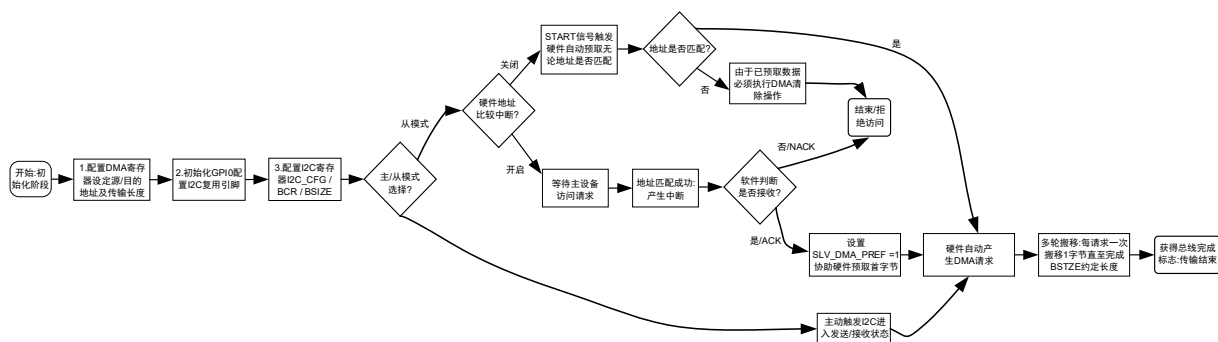 开始:初
始化阶段
1.配置DMA寄存
器设定源/目的
地址及传输长度
2.初始化GPI0配
置I2C复用引脚
3.配置I2C寄存
器I2C_CFG /
BCR / BSIZE
主/从模式
选择?
从模式
硬件地址
比较中断?
关闭
START信号触发
硬件自动预取无
论地址是否匹配
地址是否匹配?
是
否
由于已预取数据
必须执行DMA清
除操作
结束/拒
绝访问
开启
等待主设备
访问请求
地址匹配成功:
产生中断
软件判断
是否接收?
否/NACK
是/ACK
设置
SLV_DMA_PREF =1
协助硬件预取首字节
硬件自动产
生DMA请求
多轮搬移:每请求一次
搬移1字节直至完成
BSTZE约定长度
获得总线完成
标志:传输结束
主动触发I2C进
入发送/接收状态